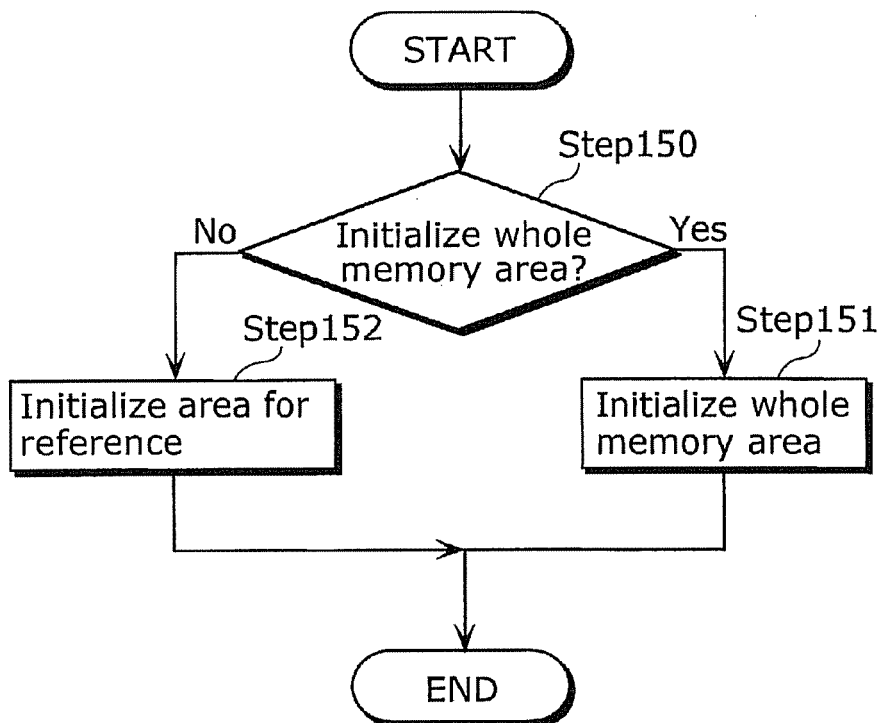 START
Step150
No
Initialize whole
memory area?
Yes
Step152
Step151
Initialize area for
reference
Initialize whole
memory area
END